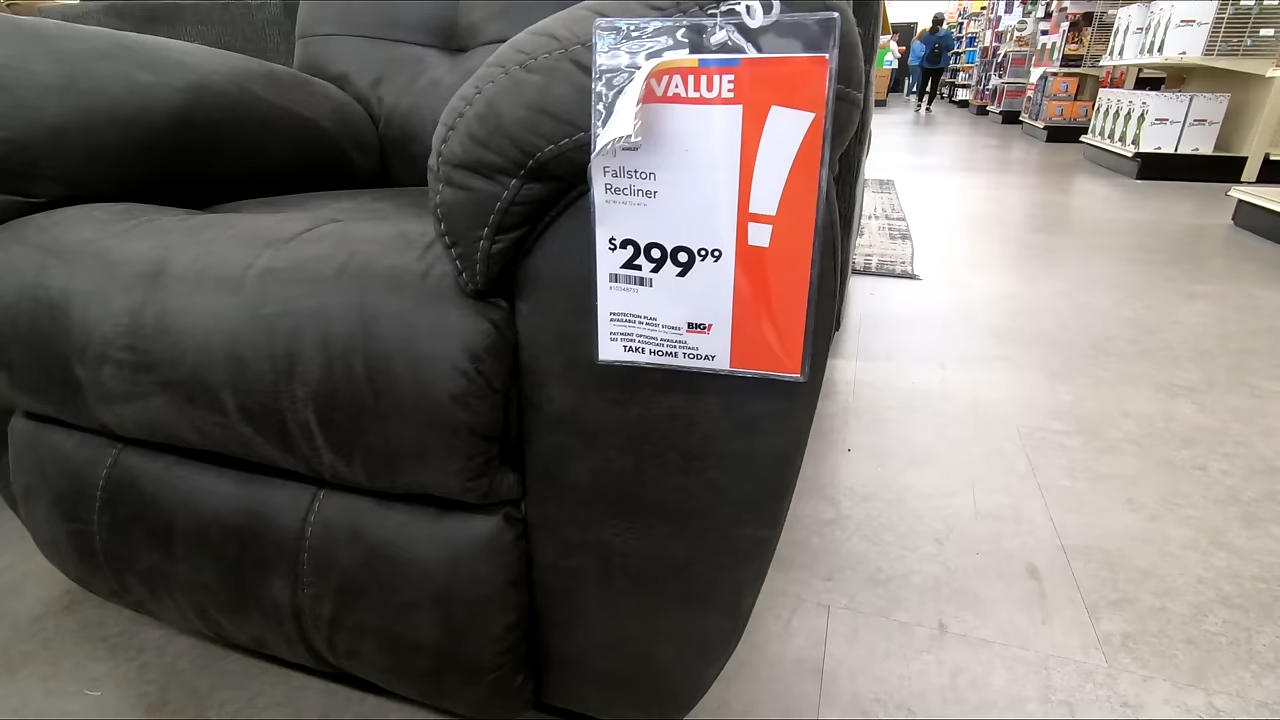 VALUE
!
ASHLEY
Fallston
Recliner
$299.99
PROTECTION PLAN
AVAILABLE IN MOST STORES*
BIG!
PAYMENT OPTIONS AVAILABLE,
SEE STORE ASSOCIATE FOR DETAILS
TAKE HOME TODAY